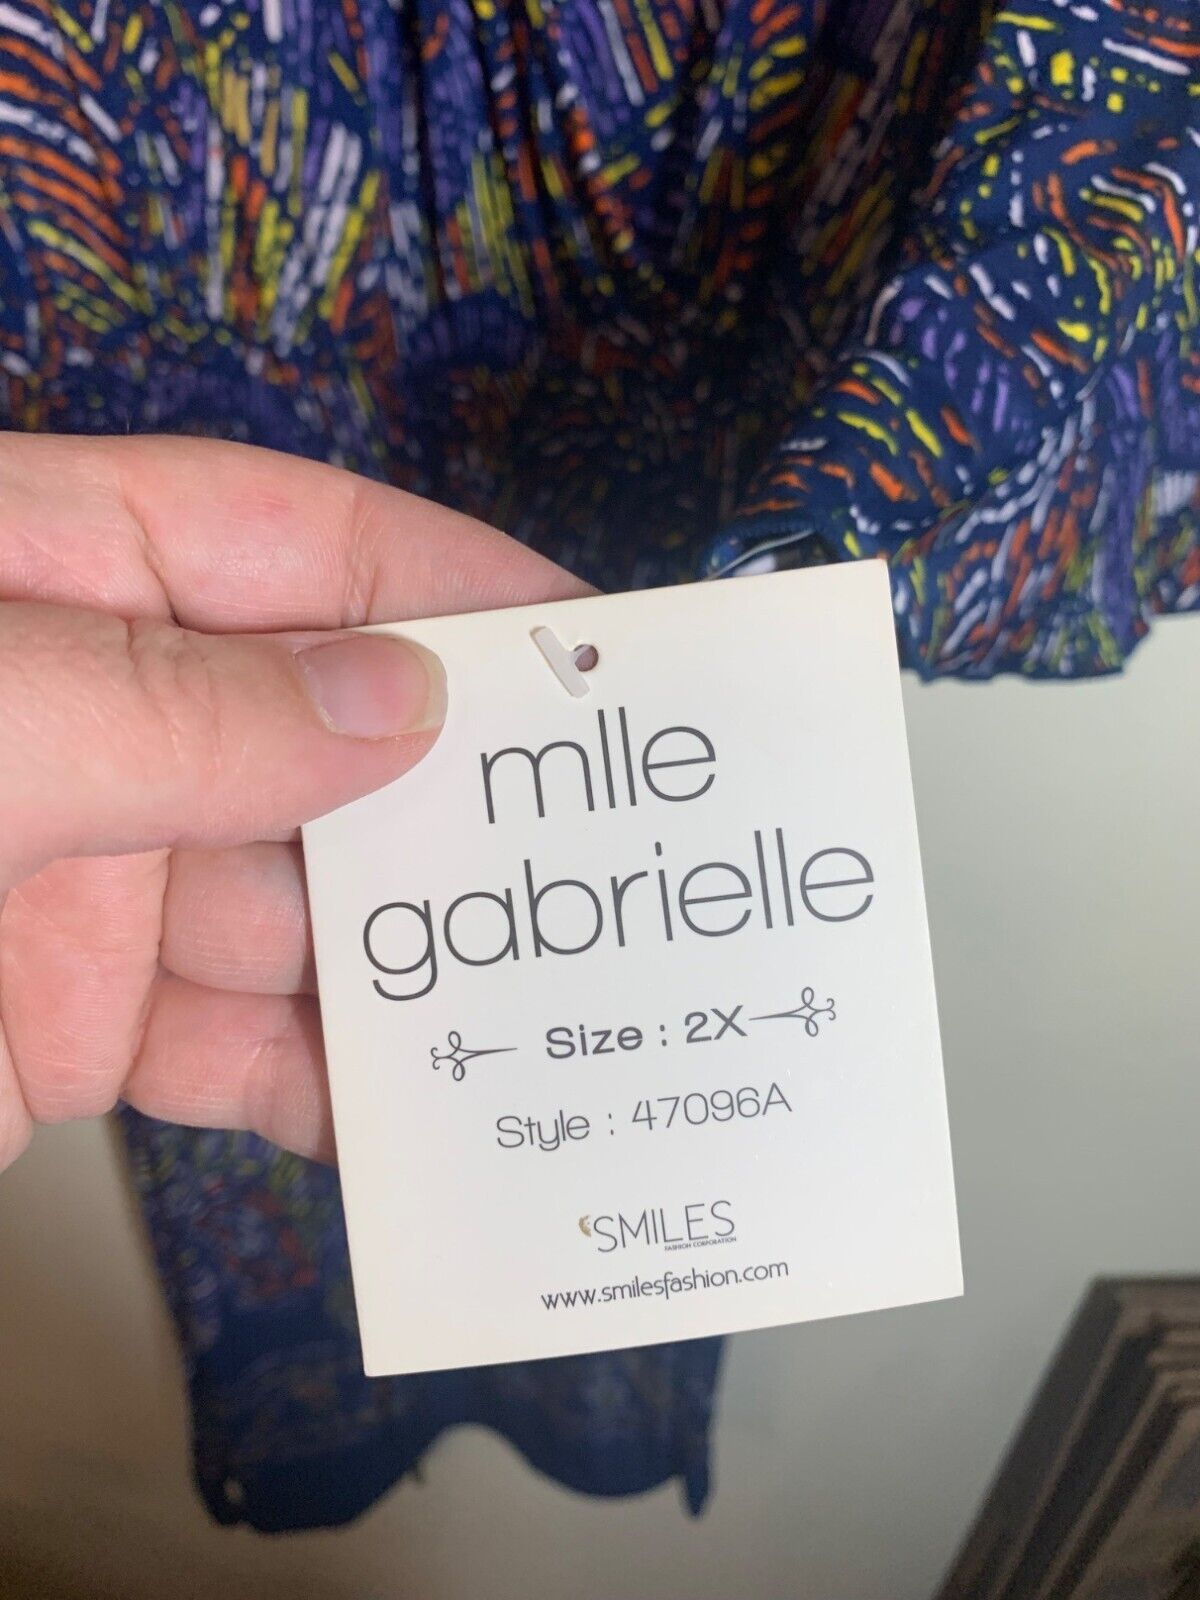 mlle
gabrielle
Size : 2X
Style : 47096A
SMILES
FASHION CORPORATION
www.smilesfashion.com